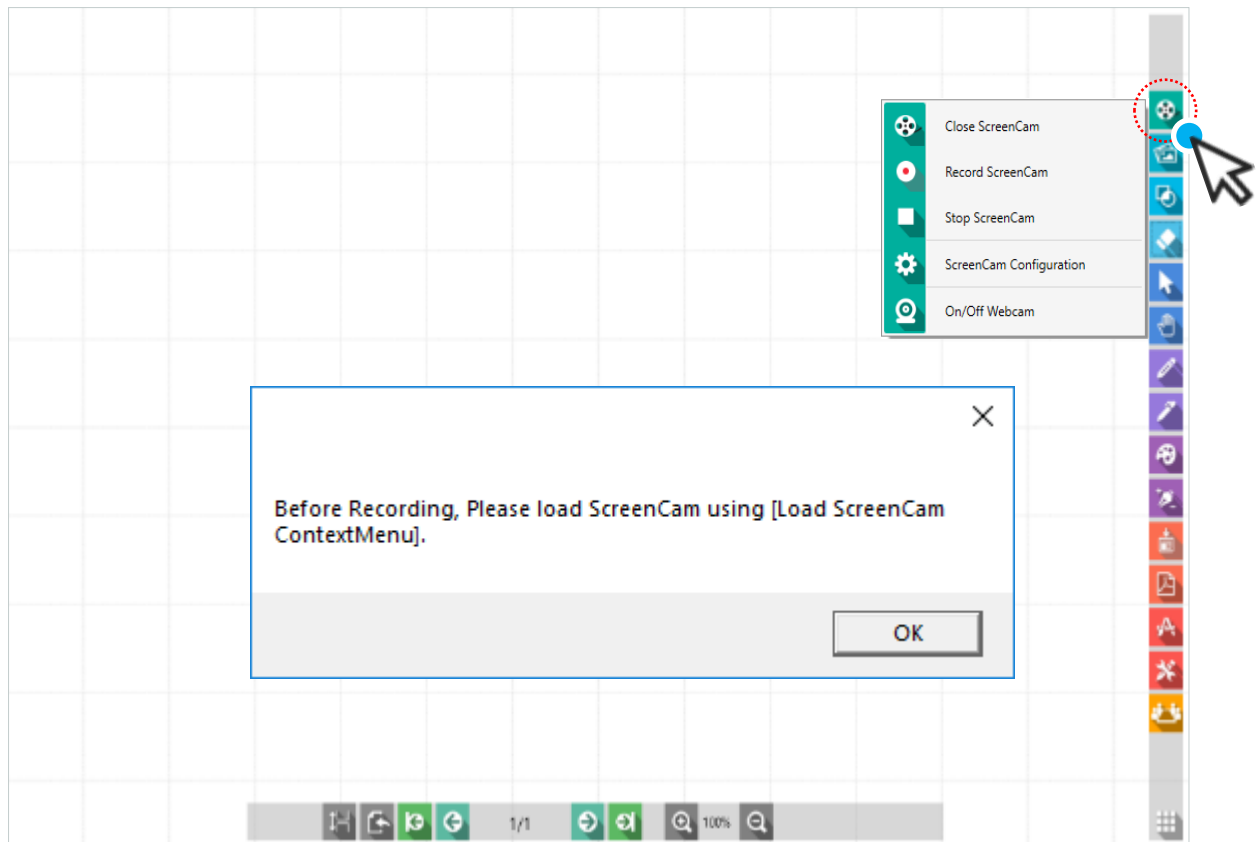 Close ScreenCam
Record ScreenCam
Stop ScreenCam
ScreenCam Configuration
On/Off Webcam
Before Recording, Please load ScreenCam using [Load ScreenCam
ContextMenu].
OK
1/1
100%